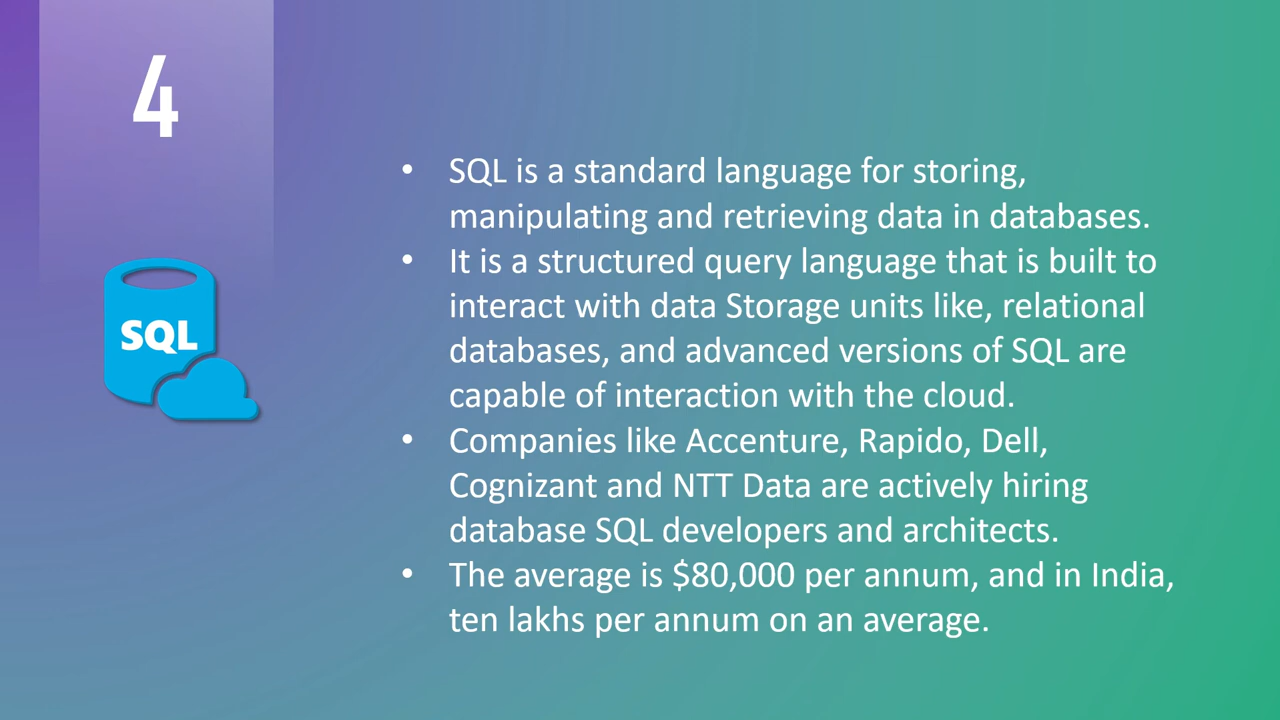 4
SQL
• SQL is a standard language for storing,
manipulating and retrieving data in databases.
• It is a structured query language that is built to
interact with data Storage units like, relational
databases, and advanced versions of SQL are
capable of interaction with the cloud.
• Companies like Accenture, Rapido, Dell,
Cognizant and NTT Data are actively hiring
database SQL developers and architects.
• The average is $80,000 per annum, and in India,
ten lakhs per annum on an average.